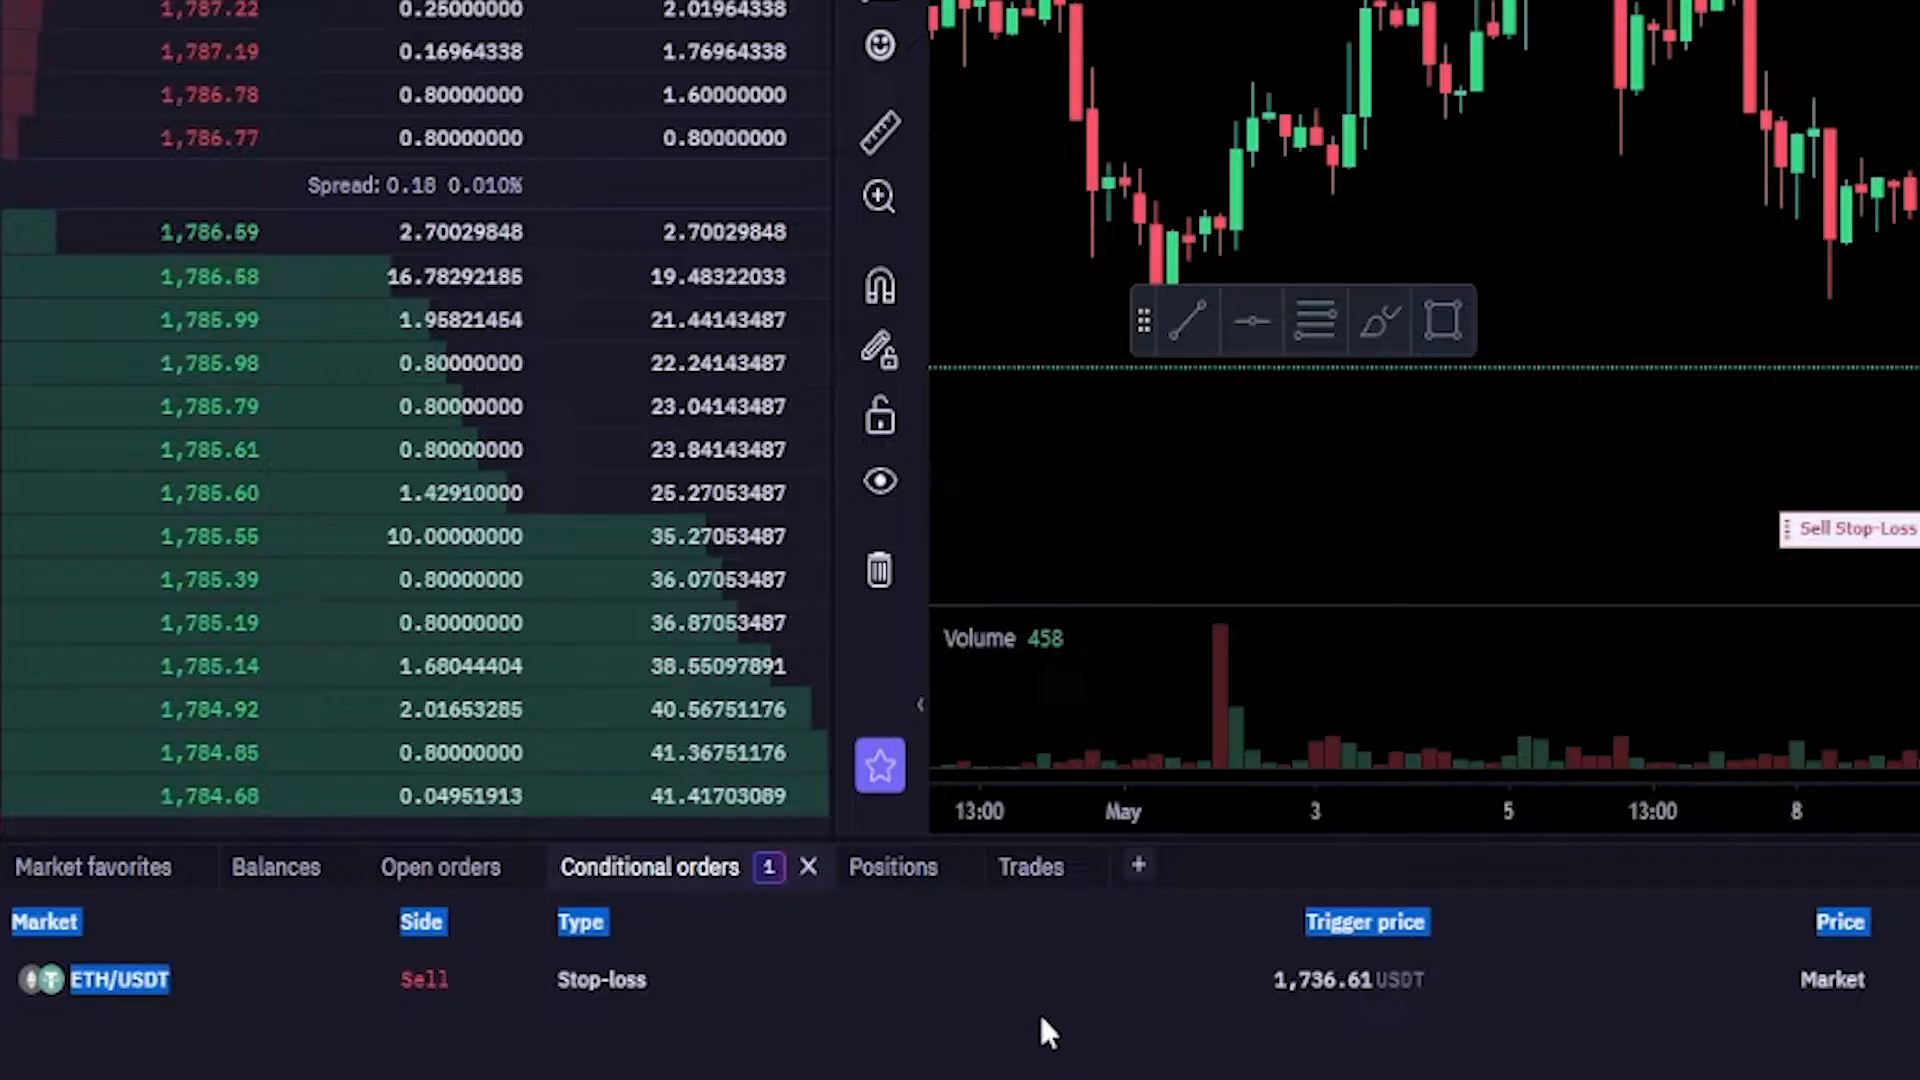 1,787.22 0.25000000 2.01964338
1,787.19 0.16964338 1.76964338
1,786.78 0.80000000 1.60000000
1,786.77 0.80000000 0.80000000
Spread: 0.18 0.010%
1,786.59 2.70029848 2.70029848
1,786.58 16.78292185 19.48322033
1,785.99 1.95821454 21.44143487
1,785.98 0.80000000 22.24143487
1,785.79 0.80000000 23.04143487
1,785.61 0.80000000 23.84143487
1,785.60 1.42910000 25.27053487
1,785.55 10.00000000 35.27053487
1,785.39 0.80000000 36.07053487
1,785.19 0.80000000 36.87053487
1,785.14 1.68044404 38.55097891
1,784.92 2.01653285 40.56751176
1,784.85 0.80000000 41.36751176
1,784.68 0.04951913 41.41703089
Sell Stop-Loss
Volume 458
13:00 May 3 5 13:00 8
Market favorites Balances Open orders Conditional orders 1 Positions Trades
Market Side Type Trigger price Price
ETH/USDT Sell Stop-loss 1,736.61 USDT Market